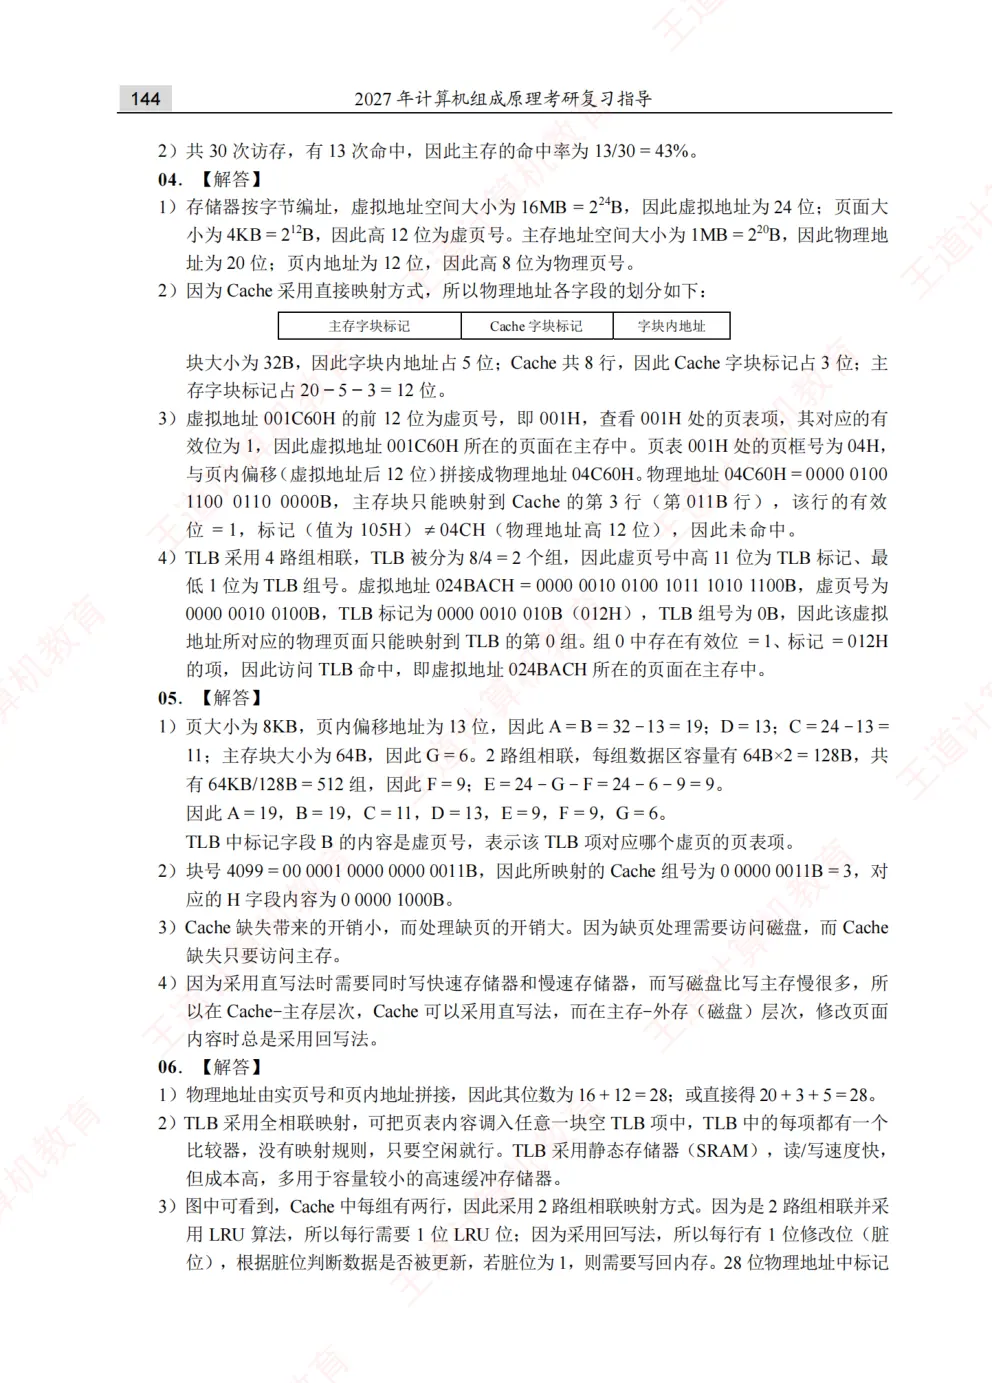 144
2027 年计算机组成原理考研复习指导
2）共 30 次访存，有 13 次命中，因此主存的命中率为 13/30 = 43%。
04．【解答】
1）存储器按字节编址，虚拟地址空间大小为 16MB = 2²⁴B，因此虚拟地址为 24 位；页面大
小为 4KB = 2¹²B，因此高 12 位为虚页号。主存地址空间大小为 1MB = 2²⁰B，因此物理地
址为 20 位；页内地址为 12 位，因此高 8 位为物理页号。
2）因为 Cache 采用直接映射方式，所以物理地址各字段的划分如下：
主存字块标记 Cache 字块标记 字块内地址
块大小为 32B，因此字块内地址占 5 位；Cache 共 8 行，因此 Cache 字块标记占 3 位；主
存字块标记占 20 − 5 − 3 = 12 位。
3）虚拟地址 001C60H 的前 12 位为虚页号，即 001H，查看 001H 处的页表项，其对应的有
效位为 1，因此虚拟地址 001C60H 所在的页面在主存中。页表 001H 处的页框号为 04H，
与页内偏移（虚拟地址后 12 位）拼接成物理地址 04C60H。物理地址 04C60H = 0000 0100
1100 0110 0000B，主存块只能映射到 Cache 的第 3 行（第 011B 行），该行的有效
位 = 1，标记（值为 105H）≠ 04CH（物理地址高 12 位），因此未命中。
4）TLB 采用 4 路组相联，TLB 被分为 8/4 = 2 个组，因此虚页号中高 11 位为 TLB 标记、最
低 1 位为 TLB 组号。虚拟地址 024BACH = 0000 0010 0100 1011 1010 1100B，虚页号为
0000 0010 0100B，TLB 标记为 0000 0010 010B（012H），TLB 组号为 0B，因此该虚拟
地址所对应的物理页面只能映射到 TLB 的第 0 组。组 0 中存在有效位 = 1、标记 = 012H
的项，因此访问 TLB 命中，即虚拟地址 024BACH 所在的页面在主存中。
05．【解答】
1）页大小为 8KB，页内偏移地址为 13 位，因此 A = B = 32 −13 = 19；D = 13；C = 24 −13 =
11；主存块大小为 64B，因此 G = 6。2 路组相联，每组数据区容量有 64B×2 = 128B，共
有 64KB/128B = 512 组，因此 F = 9；E = 24 − G − F = 24 − 6 − 9 = 9。
因此 A = 19，B = 19，C = 11，D = 13，E = 9，F = 9，G = 6。
TLB 中标记字段 B 的内容是虚页号，表示该 TLB 项对应哪个虚页的页表项。
2）块号 4099 = 00 0001 0000 0000 0011B，因此所映射的 Cache 组号为 0 0000 0011B = 3，对
应的 H 字段内容为 0 0000 1000B。
3）Cache 缺失带来的开销小，而处理缺页的开销大。因为缺页处理需要访问磁盘，而 Cache
缺失只要访问主存。
4）因为采用直写法时需要同时写快速存储器和慢速存储器，而写磁盘比写主存慢很多，所
以在 Cache−主存层次，Cache 可以采用直写法，而在主存−外存（磁盘）层次，修改页面
内容时总是采用回写法。
06．【解答】
1）物理地址由实页号和页内地址拼接，因此其位数为 16 + 12 = 28；或直接得 20 + 3 + 5 = 28。
2）TLB 采用全相联映射，可把页表内容调入任意一块空 TLB 项中，TLB 中的每项都有一个
比较器，没有映射规则，只要空闲就行。TLB 采用静态存储器（SRAM），读/写速度快，
但成本高，多用于容量较小的高速缓冲存储器。
3）图中可看到，Cache 中每组有两行，因此采用 2 路组相联映射方式。因为是 2 路组相联并采
用 LRU 算法，所以每行需要 1 位 LRU 位；因为采用回写法，所以每行有 1 位修改位（脏
位），根据脏位判断数据是否被更新，若脏位为 1，则需要写回内存。28 位物理地址中标记